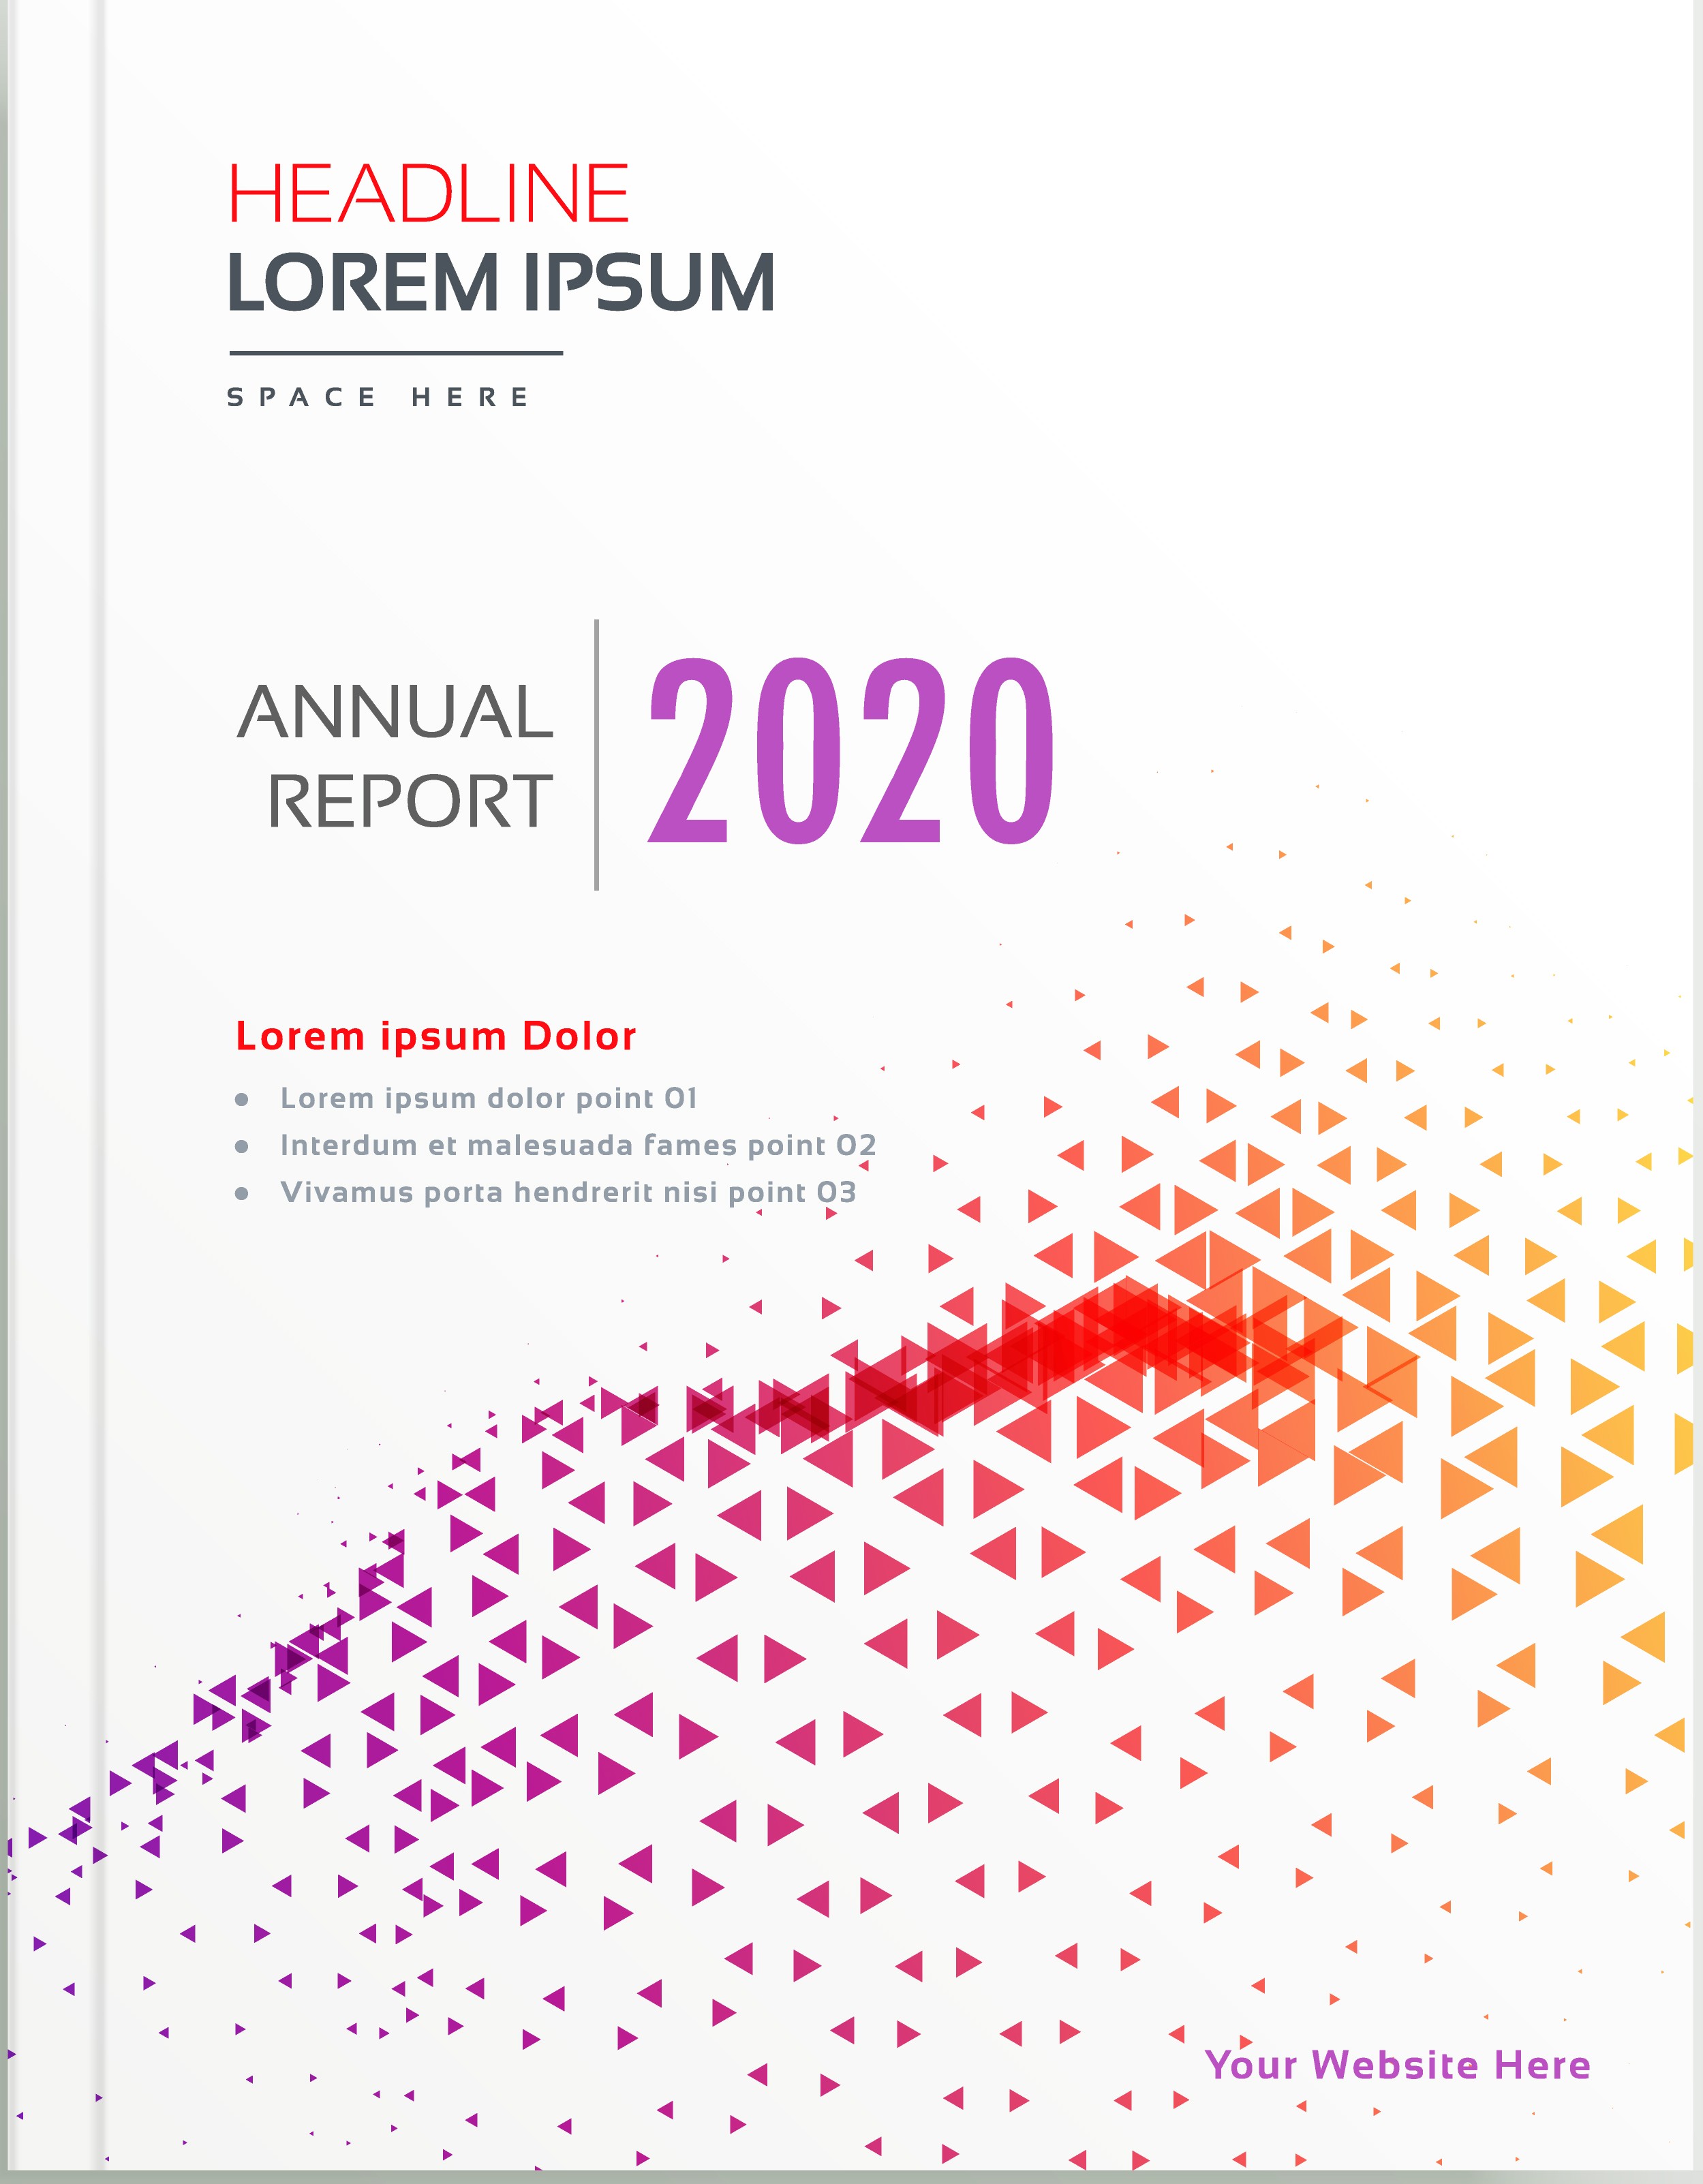 HEADLINE
LOREM IPSUM
SPACE HERE
ANNUAL
REPORT
2020
Lorem ipsum Dolor
• Lorem ipsum dolor point 01
• Interdum et malesuada fames point 02
• Vivamus porta hendrerit nisi point 03
Your Website Here